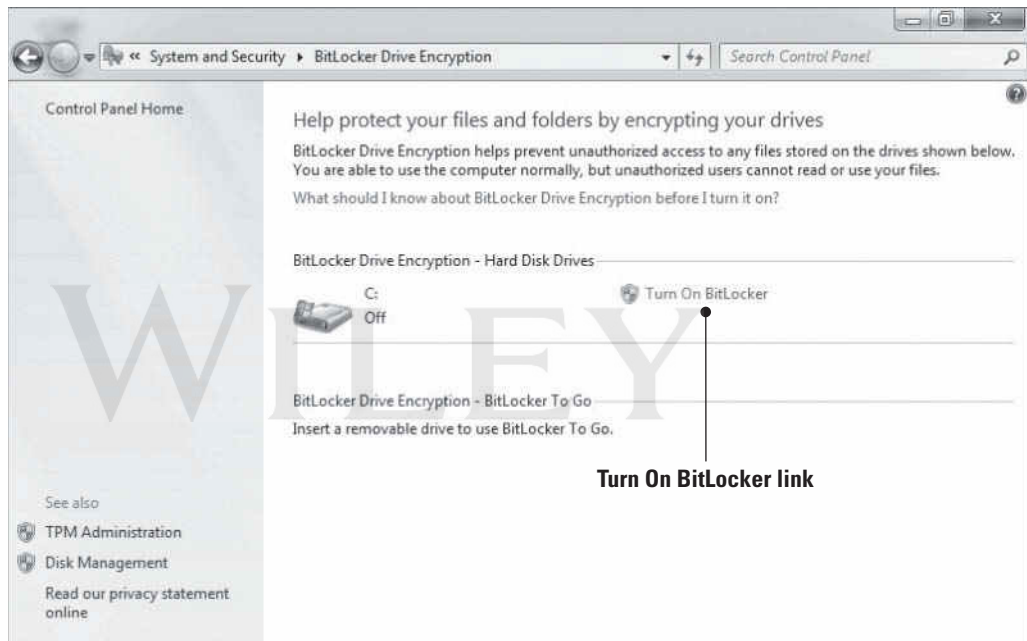 « System and Security ▸ BitLocker Drive Encryption
Search Control Panel
Control Panel Home
Help protect your files and folders by encrypting your drives
BitLocker Drive Encryption helps prevent unauthorized access to any files stored on the drives shown below.
You are able to use the computer normally, but unauthorized users cannot read or use your files.
What should I know about BitLocker Drive Encryption before I turn it on?
BitLocker Drive Encryption - Hard Disk Drives
C:
Off
Turn On BitLocker
WILEY
BitLocker Drive Encryption - BitLocker To Go
Insert a removable drive to use BitLocker To Go.
Turn On BitLocker link
See also
TPM Administration
Disk Management
Read our privacy statement
online